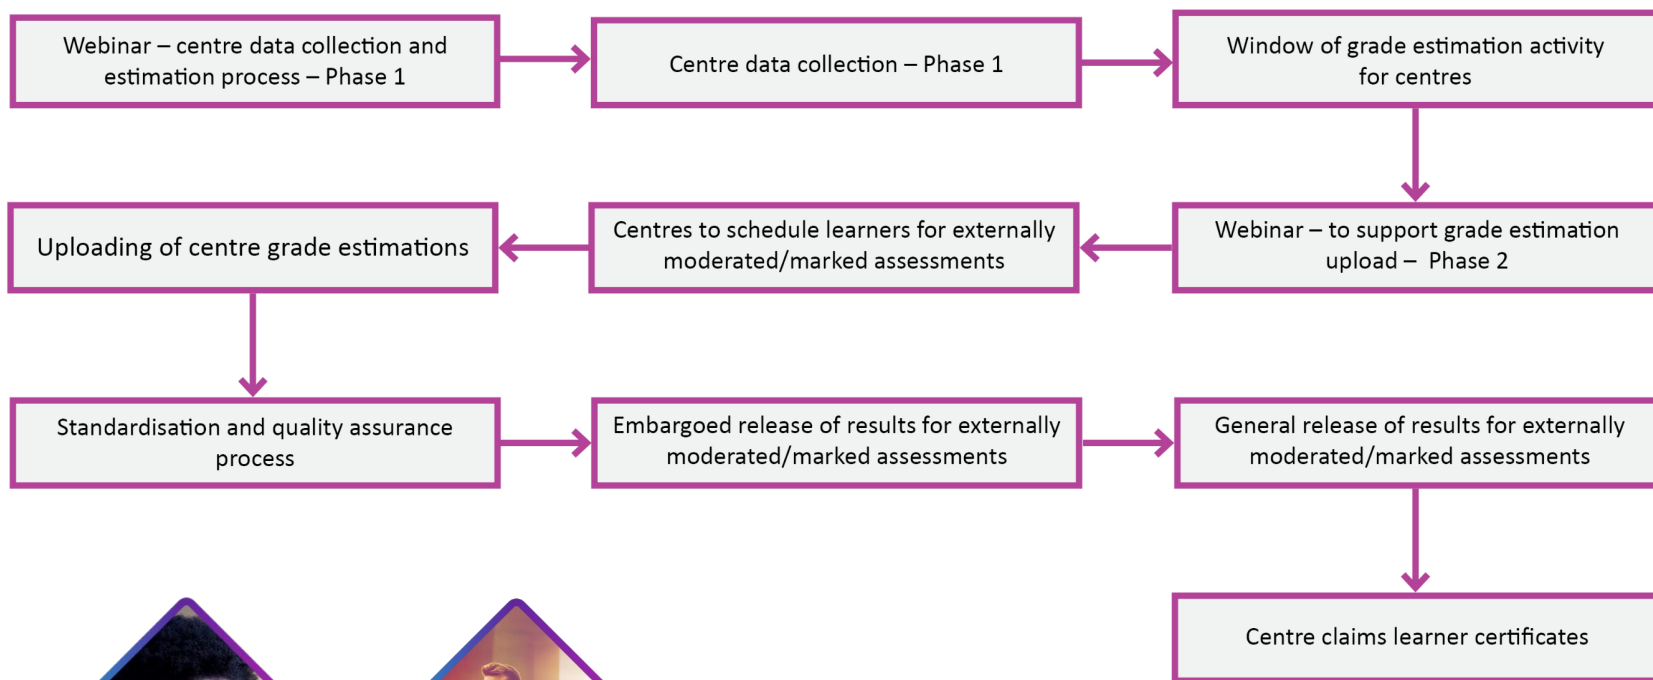 Webinar – centre data collection and
estimation process – Phase 1
Centre data collection – Phase 1
Window of grade estimation activity
for centres
Webinar – to support grade estimation
upload –  Phase 2
Centres to schedule learners for externally
moderated/marked assessments
Uploading of centre grade estimations
Standardisation and quality assurance
process
Embargoed release of results for externally
moderated/marked assessments
General release of results for externally
moderated/marked assessments
Centre claims learner certificates